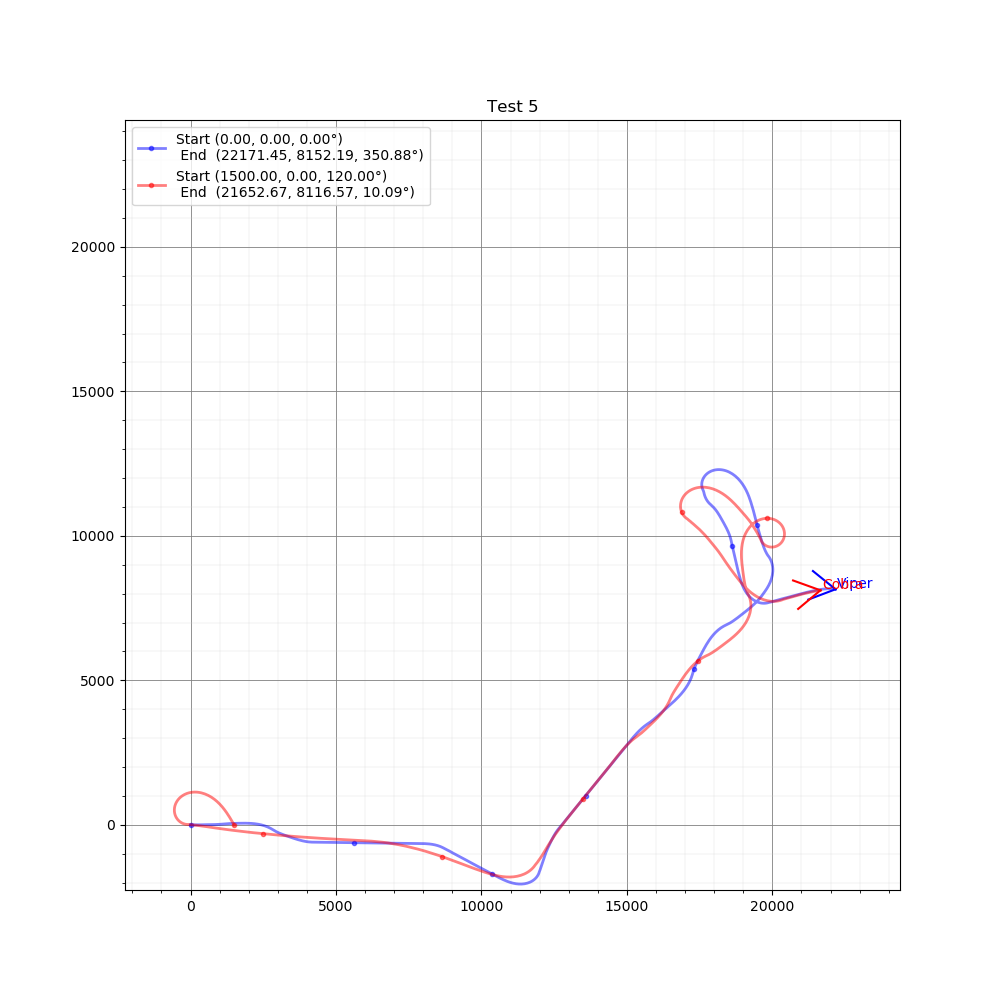 Test 5
Start (0.00, 0.00, 0.00°)
End (22171.45, 8152.19, 350.88°)
Start (1500.00, 0.00, 120.00°)
End (21652.67, 8116.57, 10.09°)
20000
15000
10000
5000
0
Cobra
Viper
0
5000
10000
15000
20000